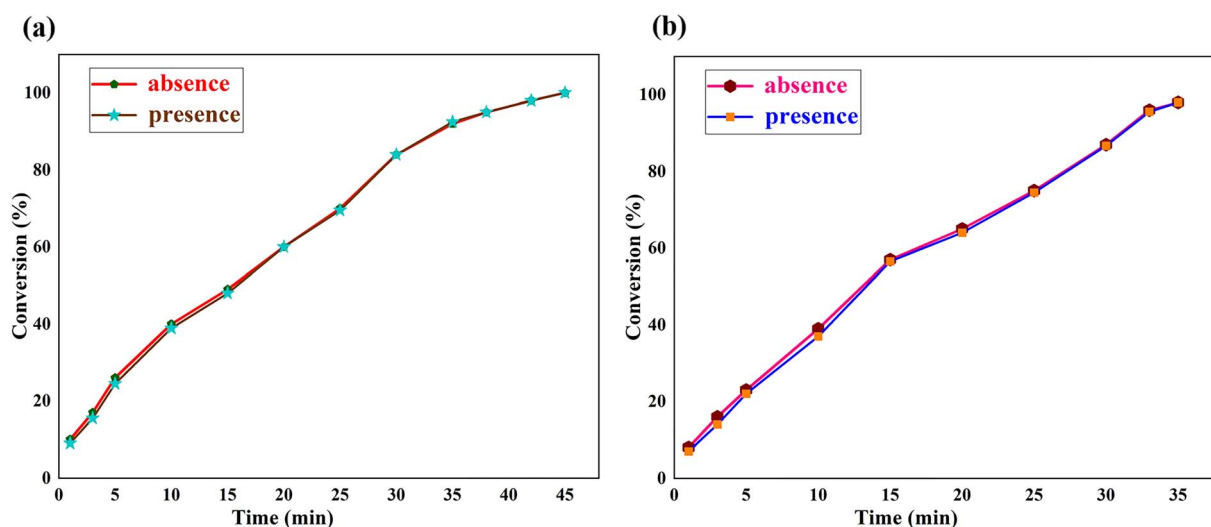 (a)
absence
presence
Conversion (%)
100
80
60
40
20
0
0 5 10 15 20 25 30 35 40 45
Time (min)
(b)
absence
presence
Conversion (%)
100
80
60
40
20
0
0 5 10 15 20 25 30 35
Time (min)